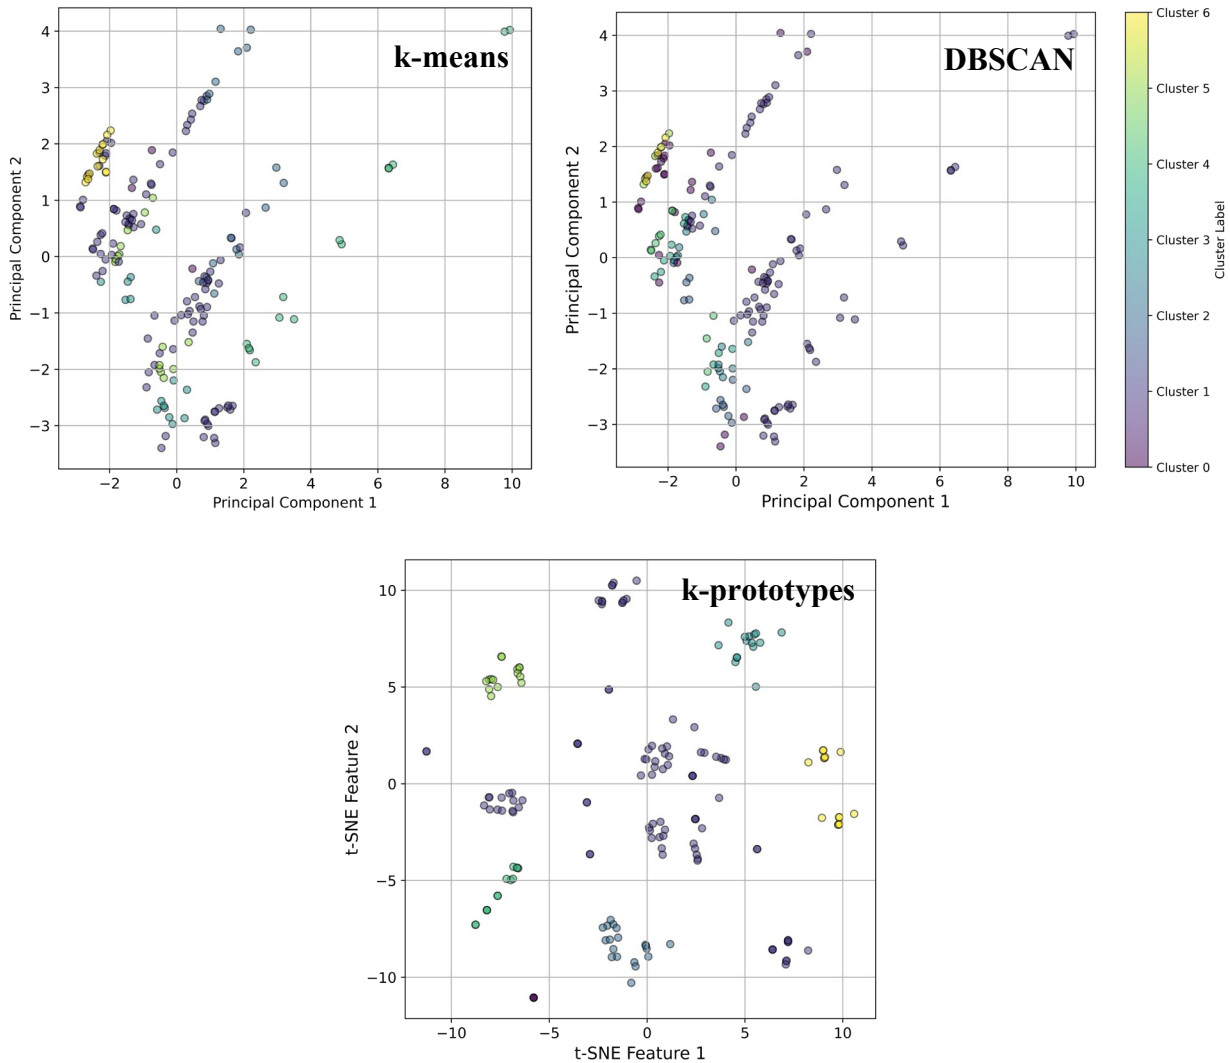 k-means
4
3
2
1
0
−1
−2
−3
Principal Component 2
−2 0 2 4 6 8 10
Principal Component 1
DBSCAN
4
3
2
1
0
−1
−2
−3
Principal Component 2
−2 0 2 4 6 8 10
Principal Component 1
Cluster 6
Cluster 5
Cluster 4
Cluster 3
Cluster 2
Cluster 1
Cluster 0
Cluster Label
k-prototypes
10
5
0
−5
−10
t-SNE Feature 2
−10 −5 0 5 10
t-SNE Feature 1